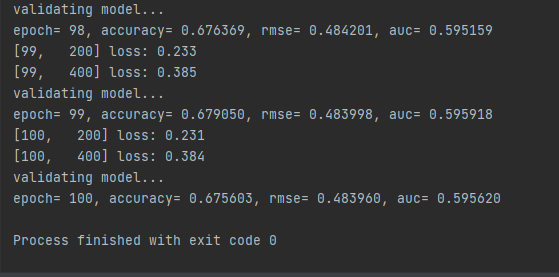 validating model...
epoch= 98, accuracy= 0.676369, rmse= 0.484201, auc= 0.595159
[99,   200] loss: 0.233
[99,   400] loss: 0.385
validating model...
epoch= 99, accuracy= 0.679050, rmse= 0.483998, auc= 0.595918
[100,   200] loss: 0.231
[100,   400] loss: 0.384
validating model...
epoch= 100, accuracy= 0.675603, rmse= 0.483960, auc= 0.595620
Process finished with exit code 0